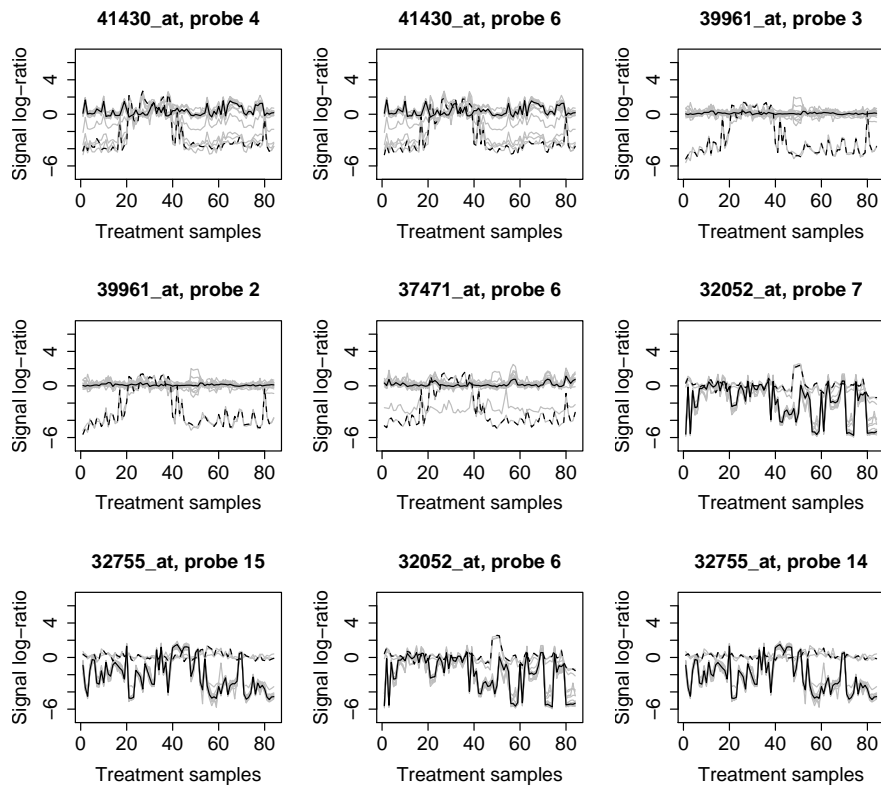 41430_at, probe 4
Signal log−ratio
−6 0 4
0 20 40 60 80
Treatment samples
41430_at, probe 6
Signal log−ratio
−6 0 4
0 20 40 60 80
Treatment samples
39961_at, probe 3
Signal log−ratio
−6 0 4
0 20 40 60 80
Treatment samples
39961_at, probe 2
Signal log−ratio
−6 0 4
0 20 40 60 80
Treatment samples
37471_at, probe 6
Signal log−ratio
−6 0 4
0 20 40 60 80
Treatment samples
32052_at, probe 7
Signal log−ratio
−6 0 4
0 20 40 60 80
Treatment samples
32755_at, probe 15
Signal log−ratio
−6 0 4
0 20 40 60 80
Treatment samples
32052_at, probe 6
Signal log−ratio
−6 0 4
0 20 40 60 80
Treatment samples
32755_at, probe 14
Signal log−ratio
−6 0 4
0 20 40 60 80
Treatment samples